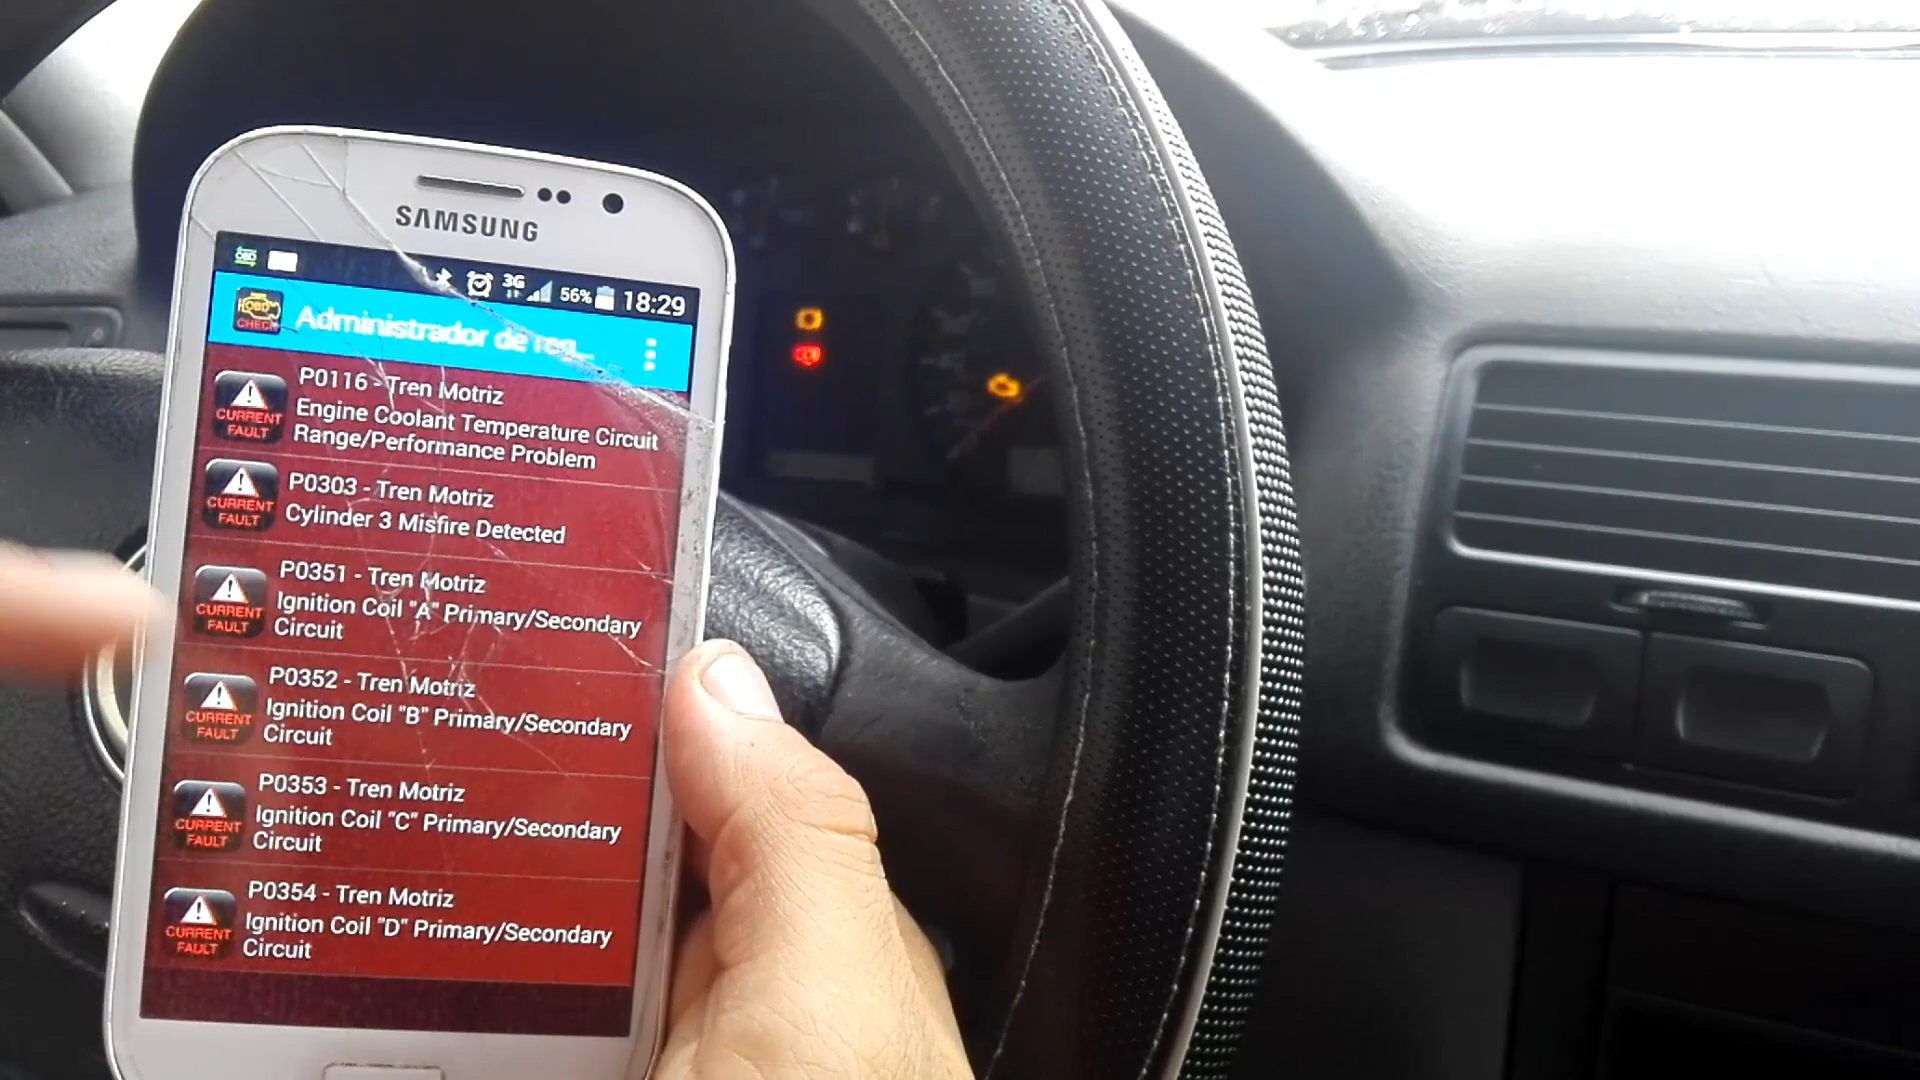 SAMSUNG
OBD
3G
56%
18:29
OBD
CHECK
Administrador de reg...
P0116 - Tren Motriz
Engine Coolant Temperature Circuit
Range/Performance Problem
CURRENT
FAULT
P0303 - Tren Motriz
Cylinder 3 Misfire Detected
CURRENT
FAULT
P0351 - Tren Motriz
Ignition Coil "A" Primary/Secondary
Circuit
CURRENT
FAULT
P0352 - Tren Motriz
Ignition Coil "B" Primary/Secondary
Circuit
CURRENT
FAULT
P0353 - Tren Motriz
Ignition Coil "C" Primary/Secondary
Circuit
CURRENT
FAULT
P0354 - Tren Motriz
Ignition Coil "D" Primary/Secondary
Circuit
CURRENT
FAULT